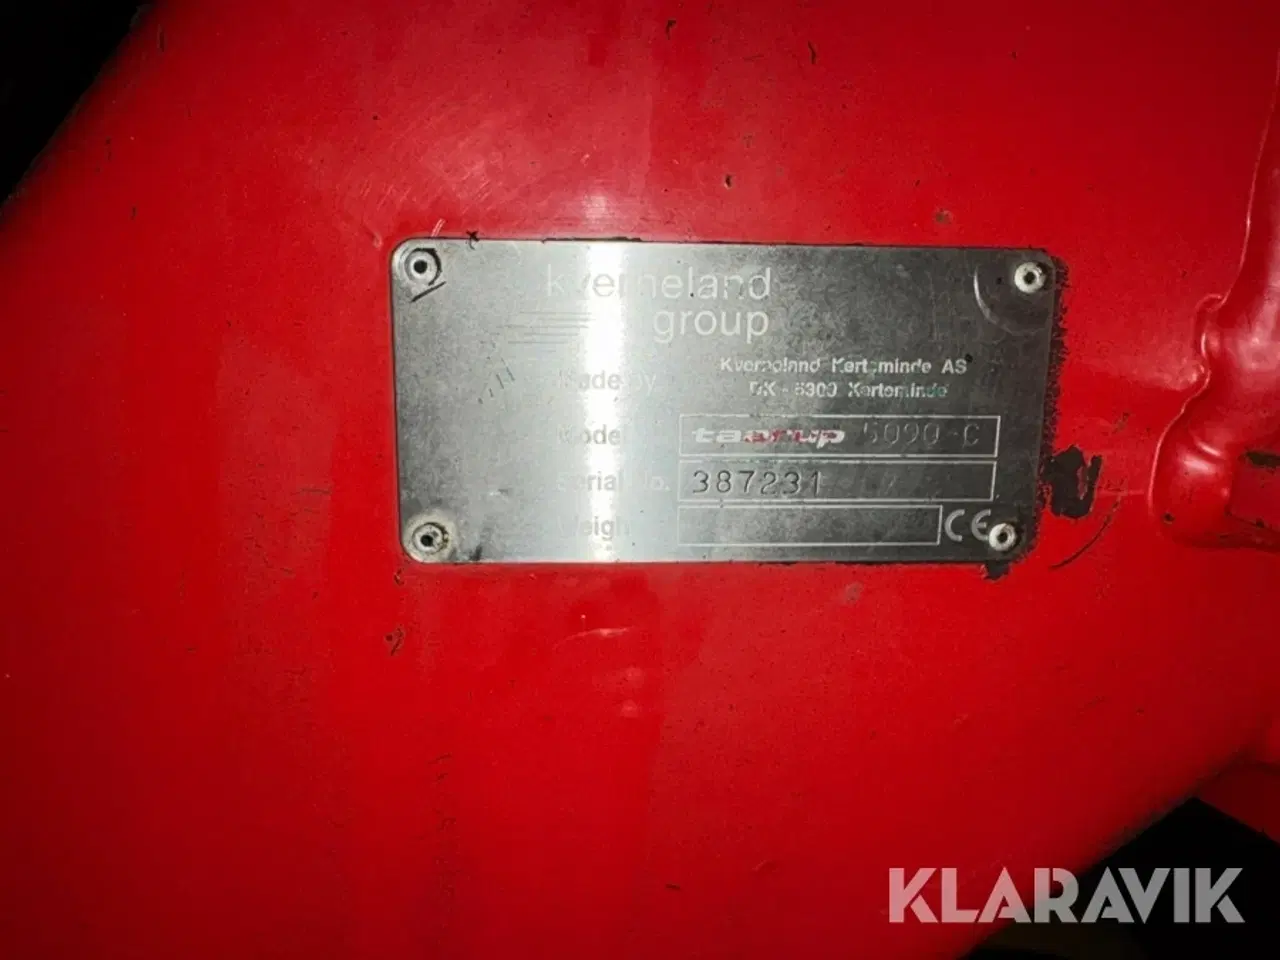 kverneland
group
Made by Kverneland Kerteminde AS
DK - 5300 Kerteminde
Model taarup 5090-C
Serial No. 387231
Weight CE
KLARAVIK